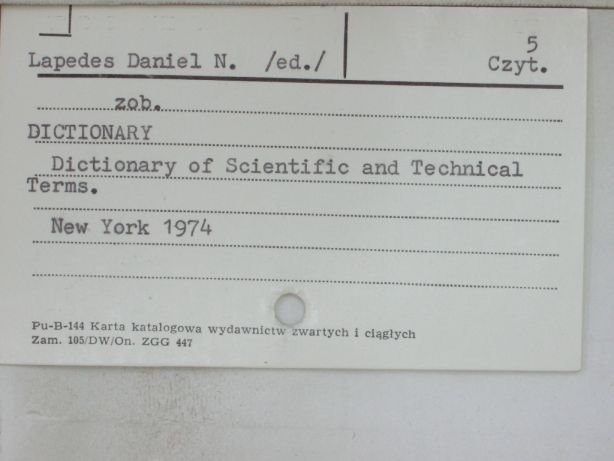 5
Lapedes Daniel N. /ed./ Czyt.
zob.
DICTIONARY
Dictionary of Scientific and Technical
Terms.
New York 1974
Pu-B-144 Karta katalogowa wydawnictw zwartych i ciągłych
Zam. 105/DW/On. ZGG 447